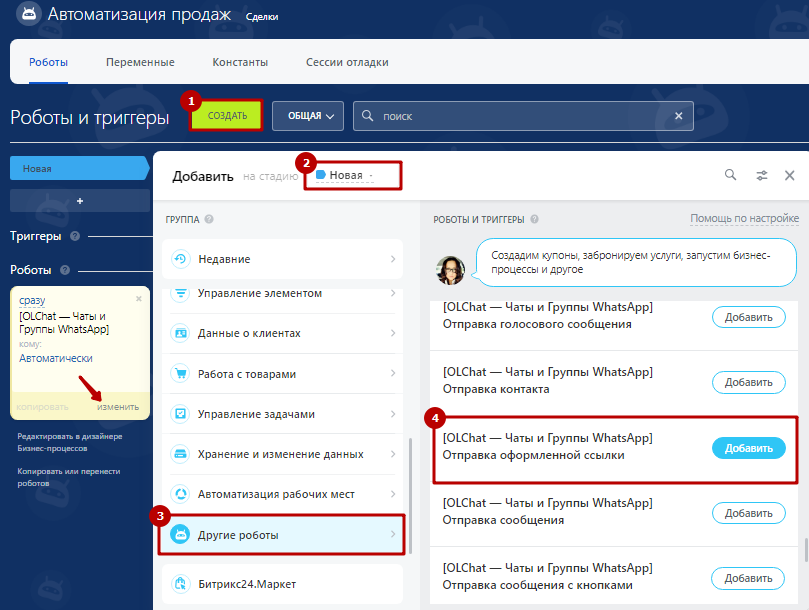 Автоматизация продаж Сделки
Роботы Переменные Константы Сессии отладки
Роботы и триггеры
1
СОЗДАТЬ
ОБЩАЯ
поиск
Новая
+
Триггеры ?
Роботы ?
сразу
[OLChat — Чаты и
Группы WhatsApp]
кому:
Автоматически
копировать изменить
Редактировать в дизайнере
Бизнес-процессов
Копировать или перенести
роботов
Добавить на стадию
2
Новая
ГРУППА ?
Недавние
Управление элементом
Данные о клиентах
Работа с товарами
Управление задачами
Хранение и изменение данных
Автоматизация рабочих мест
3
Другие роботы
Битрикс24.Маркет
РОБОТЫ И ТРИГГЕРЫ ?
Помощь по настройке
Создадим купоны, забронируем услуги, запустим бизнес-
процессы и другое
[OLChat — Чаты и Группы WhatsApp]
Отправка голосового сообщения
Добавить
[OLChat — Чаты и Группы WhatsApp]
Отправка контакта
Добавить
4
[OLChat — Чаты и Группы WhatsApp]
Отправка оформленной ссылки
Добавить
[OLChat — Чаты и Группы WhatsApp]
Отправка сообщения
Добавить
[OLChat — Чаты и Группы WhatsApp]
Отправка сообщения с кнопками
Добавить